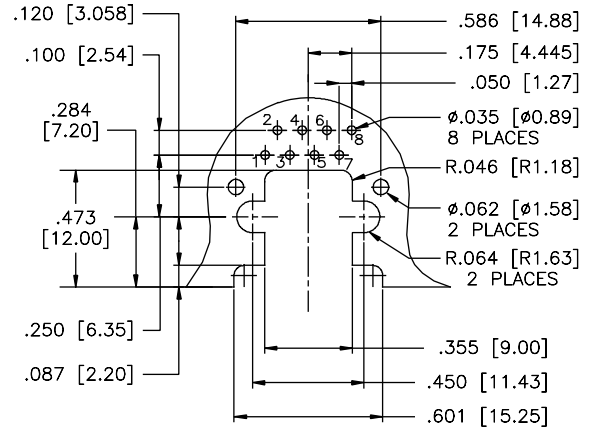 .120 [3.058]
.586 [14.88]
.100 [2.54]
.175 [4.445]
.050 [1.27]
.284
[7.20]
ø.035 [ø0.89]
8 PLACES
2 4 6 8
1 3 5 7
R.046 [R1.18]
ø.062 [ø1.58]
2 PLACES
.473
[12.00]
R.064 [R1.63]
2 PLACES
.250 [6.35]
.087 [2.20]
.355 [9.00]
.450 [11.43]
.601 [15.25]